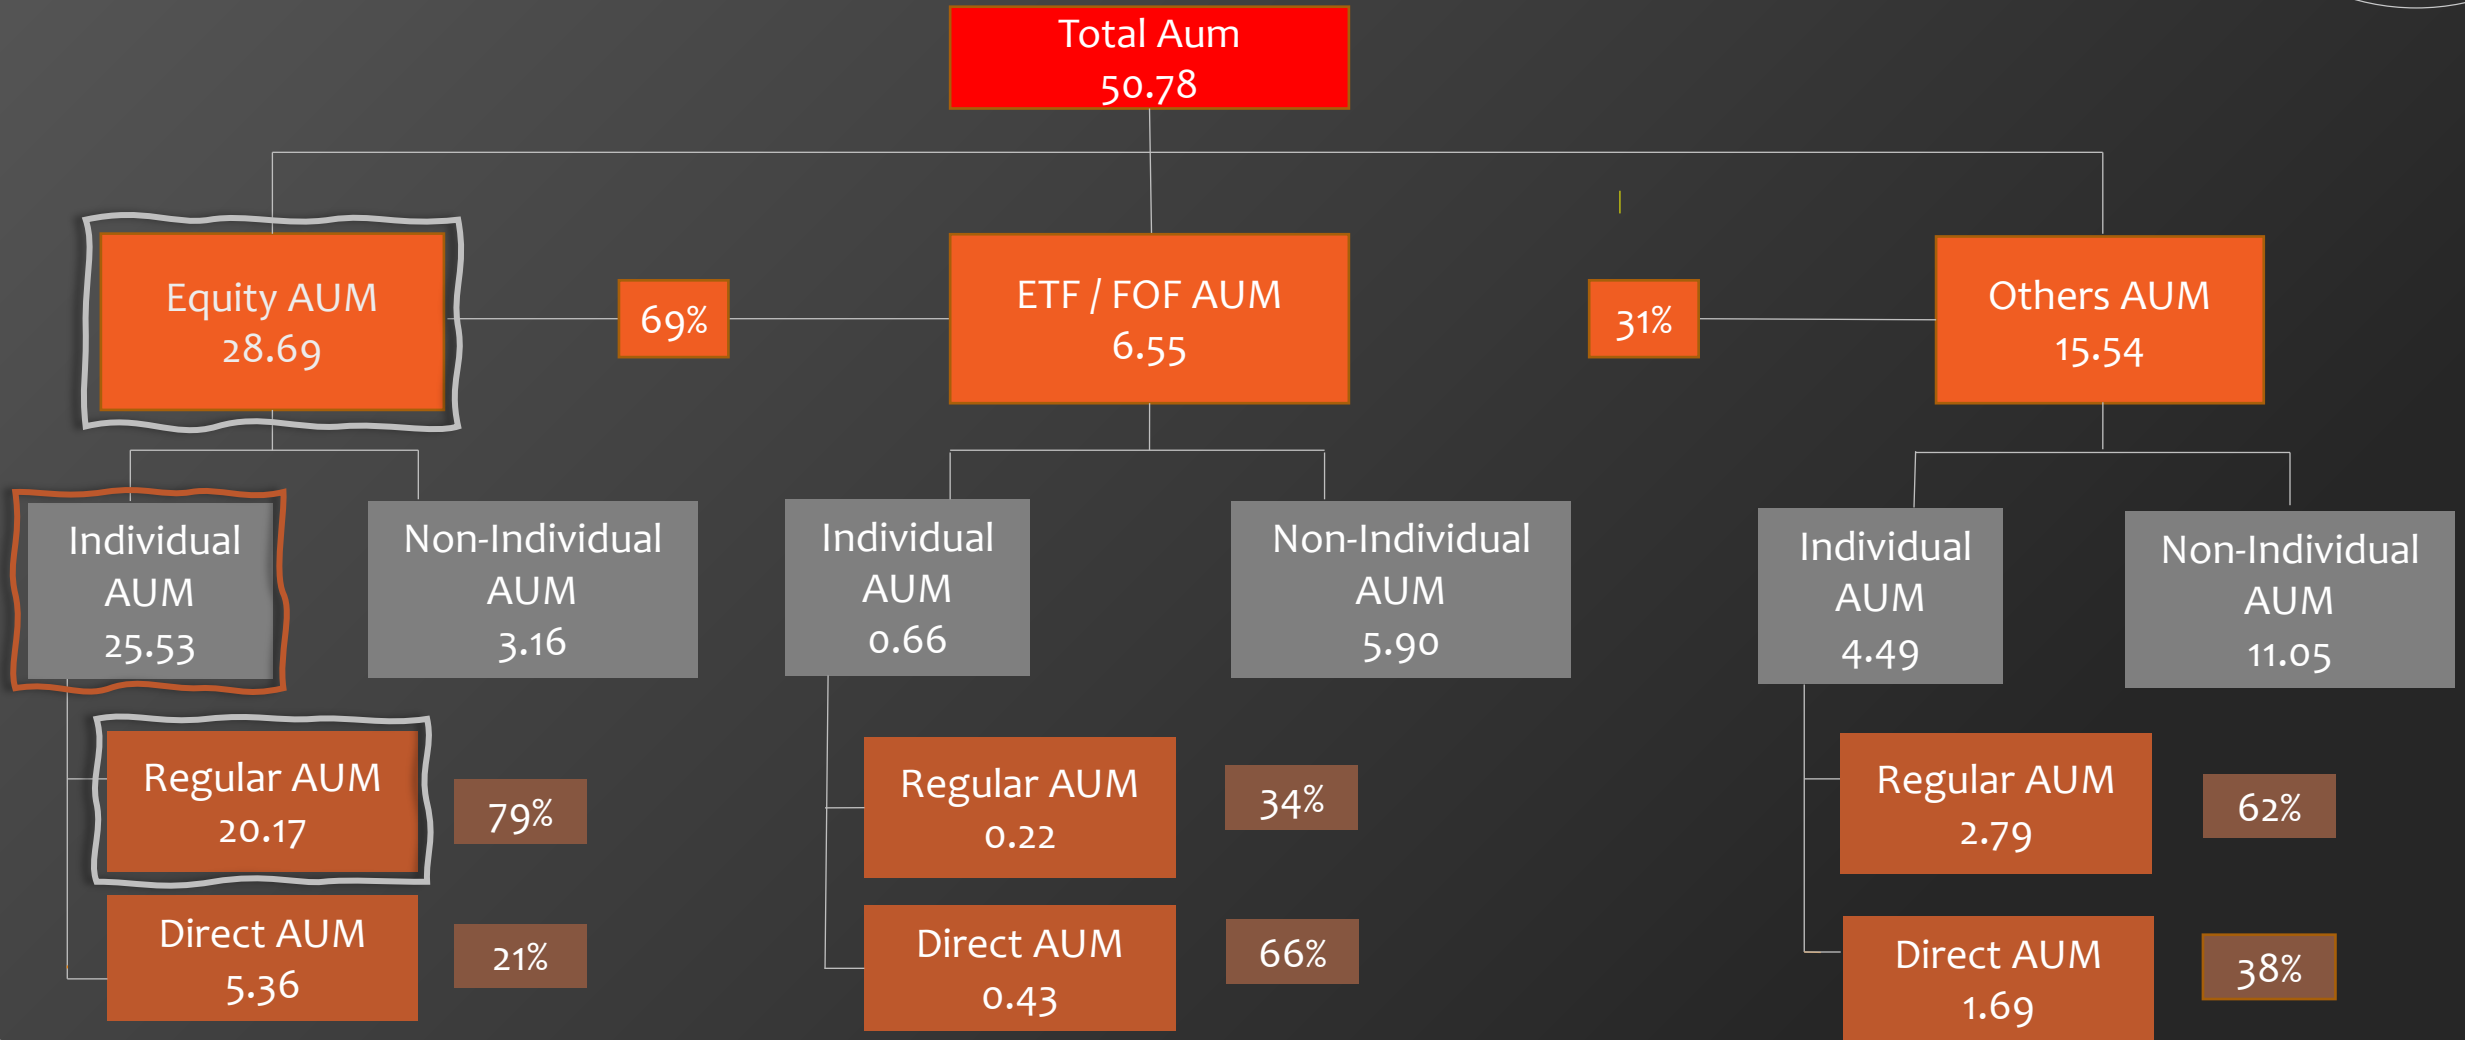 Total Aum
50.78
Equity AUM
28.69
69%
ETF / FOF AUM
6.55
31%
Others AUM
15.54
Individual
AUM
25.53
Non-Individual
AUM
3.16
Individual
AUM
0.66
Non-Individual
AUM
5.90
Individual
AUM
4.49
Non-Individual
AUM
11.05
Regular AUM
20.17
79%
Regular AUM
0.22
34%
Regular AUM
2.79
62%
Direct AUM
5.36
21%
Direct AUM
0.43
66%
Direct AUM
1.69
38%